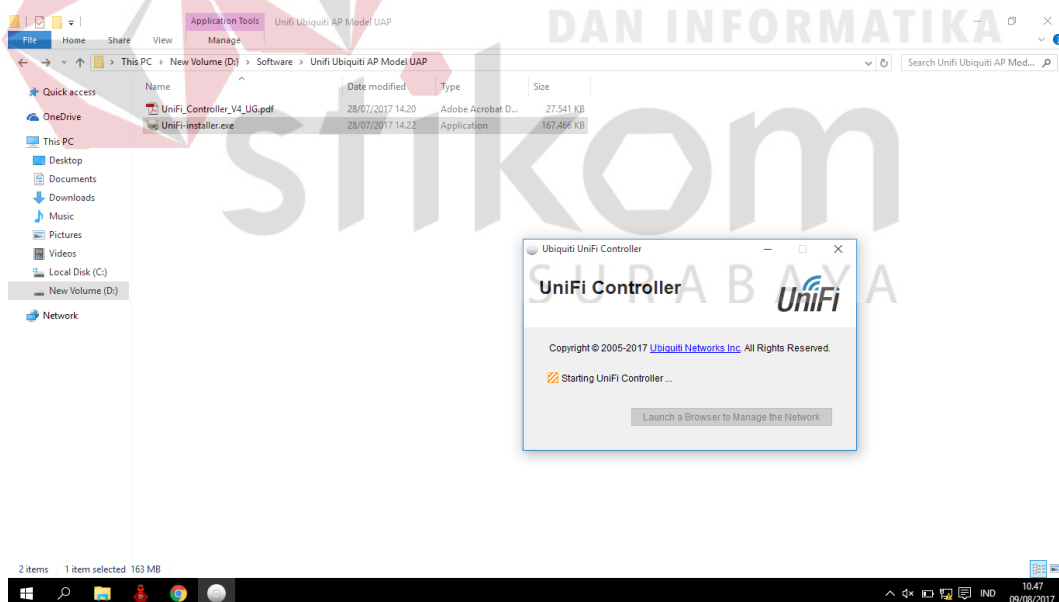 DAN INFORMATIKA
Application Tools Unifi Ubiquiti AP Model UAP
File Home Share View Manage
This PC > New Volume (D:) > Software > Unifi Ubiquiti AP Model UAP
Search Unifi Ubiquiti AP Mod...
Name Date modified Type Size
UniFi_Controller_V4_UG.pdf 28/07/2017 14.20 Adobe Acrobat D... 27.541 KB
UniFi-installer.exe 28/07/2017 14.22 Application 167.466 KB
Quick access
OneDrive
This PC
Desktop
Documents
Downloads
Music
Pictures
Videos
Local Disk (C:)
New Volume (D:)
Network
stikom
SURABAYA
Ubiquiti UniFi Controller
UniFi Controller
UniFi
Copyright © 2005-2017 Ubiquiti Networks Inc. All Rights Reserved.
Starting UniFi Controller ...
Launch a Browser to Manage the Network
2 items 1 item selected 163 MB
IND
10.47
09/08/2017